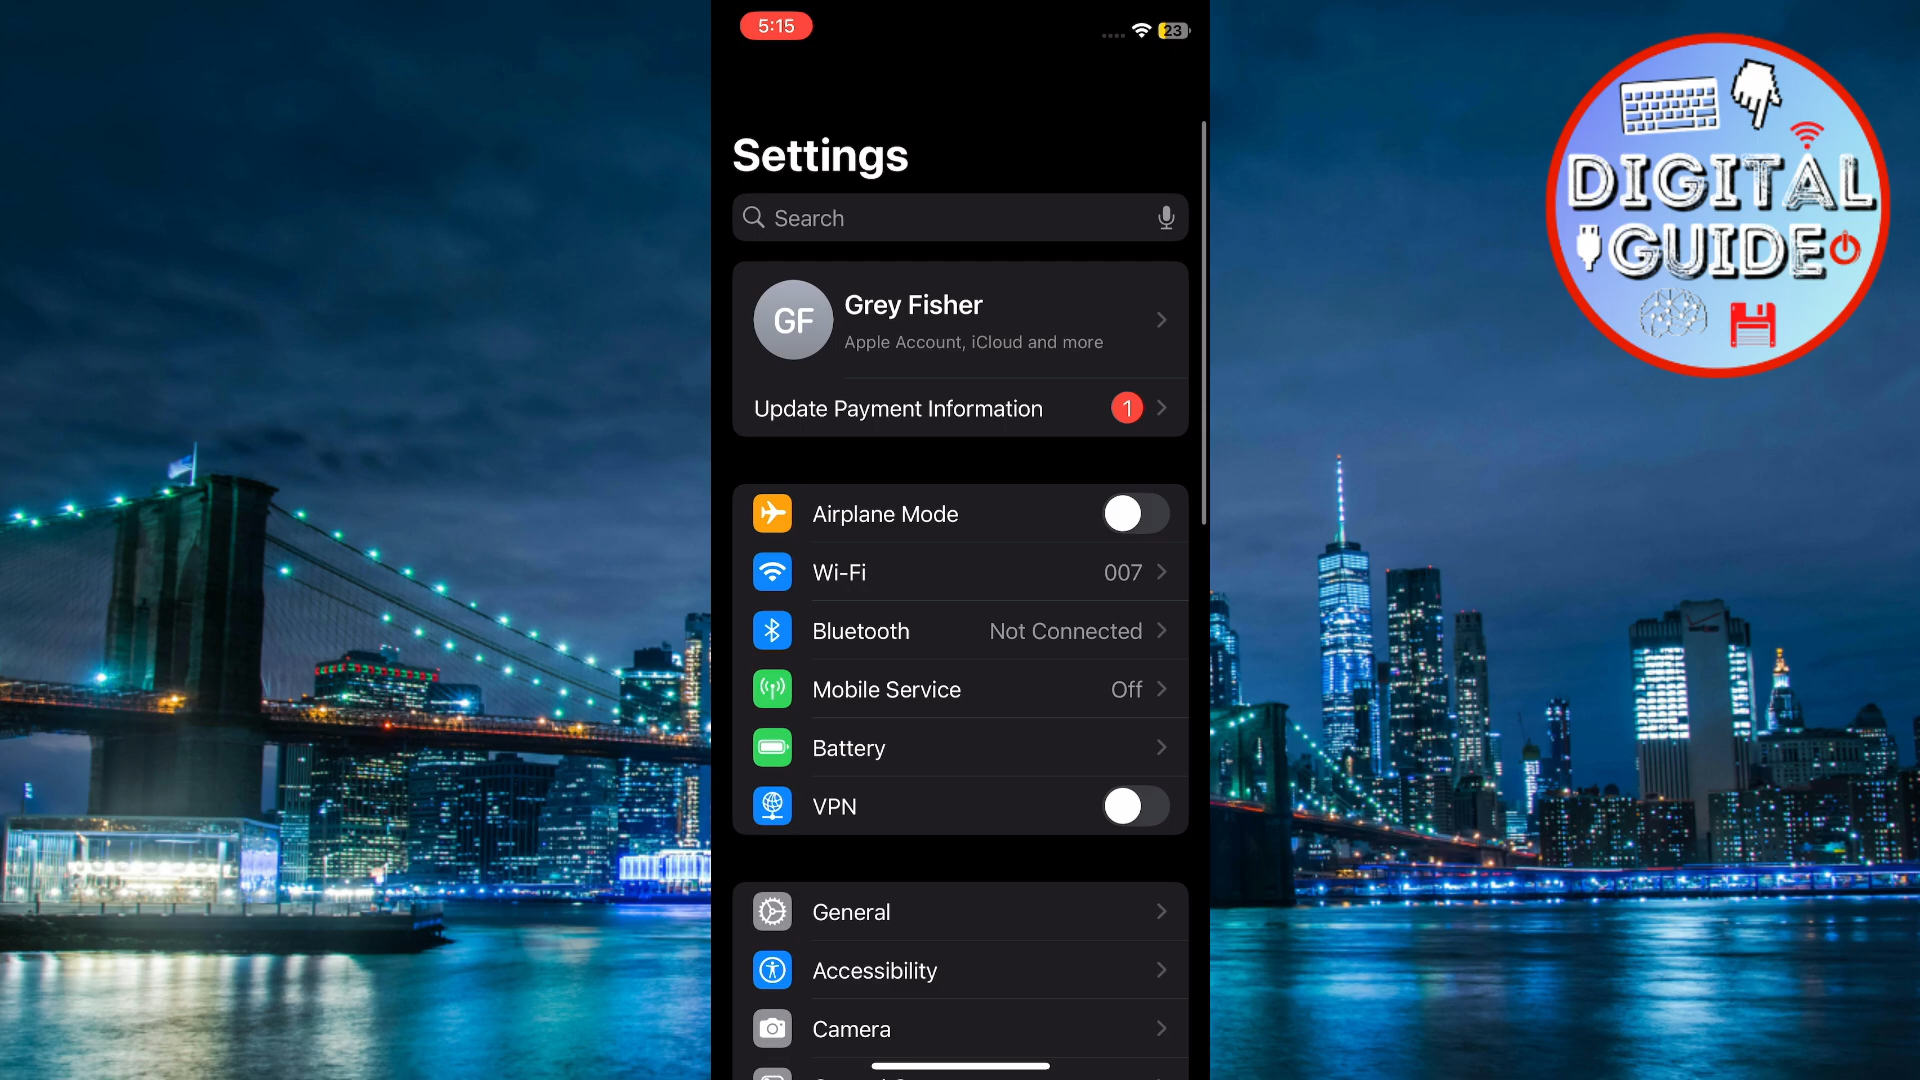 5:15
23
Settings
Search
GF
Grey Fisher
Apple Account, iCloud and more
Update Payment Information 1
Airplane Mode
Wi-Fi 007
Bluetooth Not Connected
Mobile Service Off
Battery
VPN
General
Accessibility
Camera
DIGITAL
GUIDE